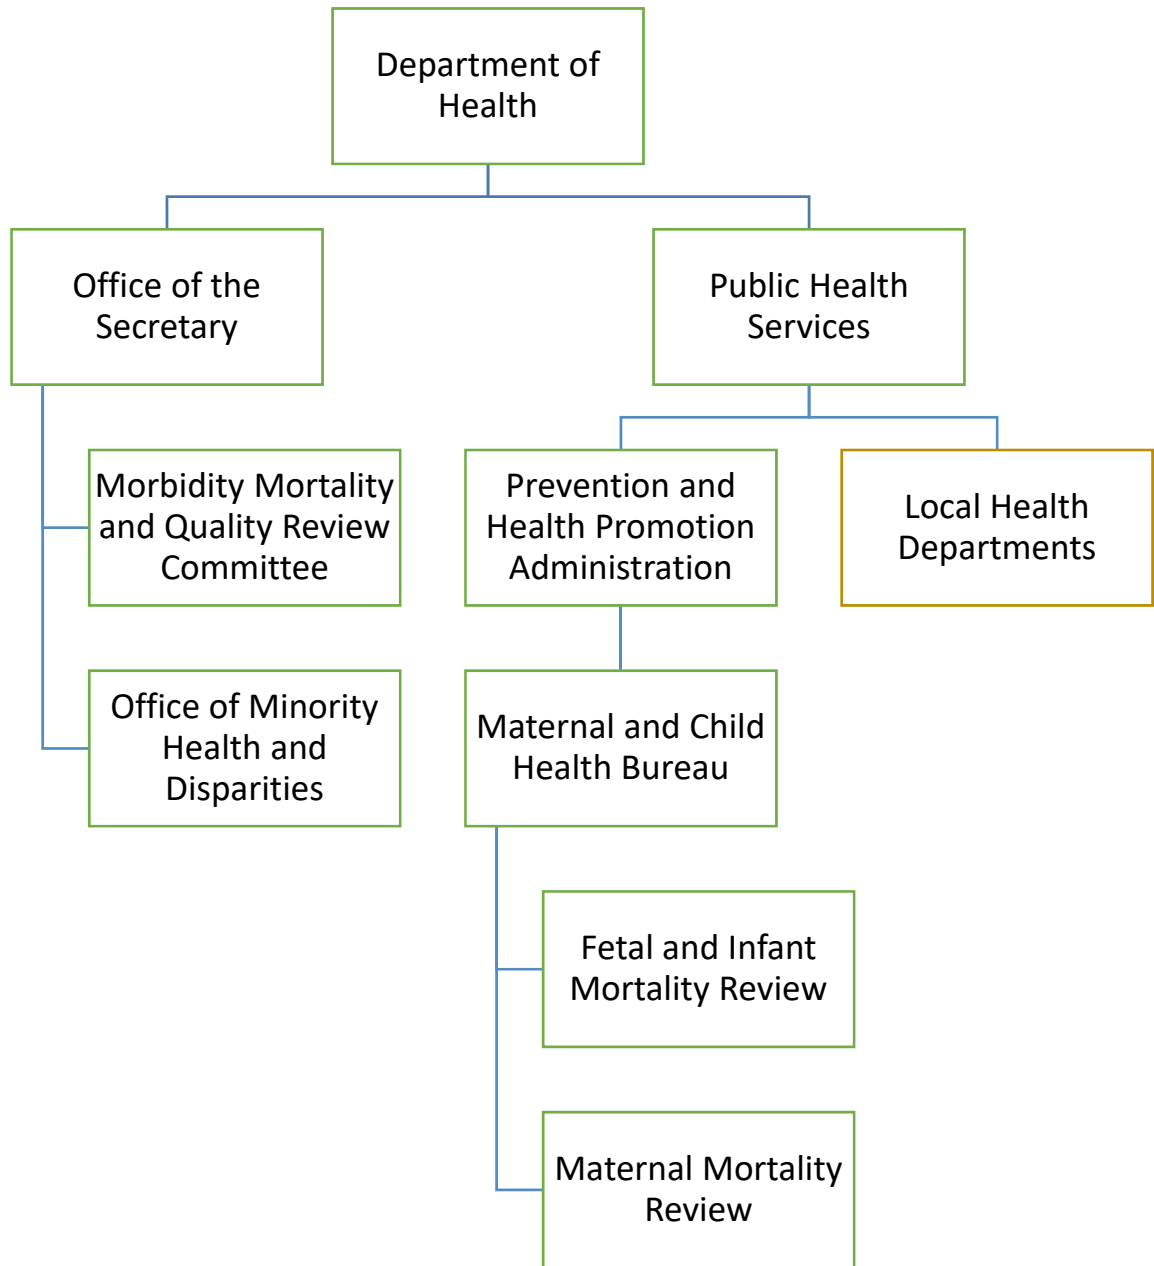 Department of
Health
Office of the
Secretary
Public Health
Services
Morbidity Mortality
and Quality Review
Committee
Prevention and
Health Promotion
Administration
Local Health
Departments
Office of Minority
Health and
Disparities
Maternal and Child
Health Bureau
Fetal and Infant
Mortality Review
Maternal Mortality
Review